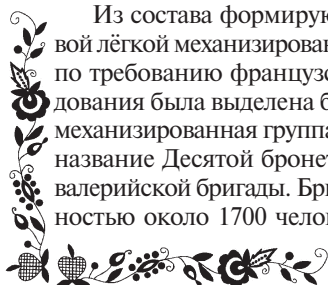 Из состава формирую
вой лёгкой механизирован
по требованию французс
дования была выделена б
механизированная группа
название Десятой бронет
валерийской бригады. Бри
ностью около 1700 челов